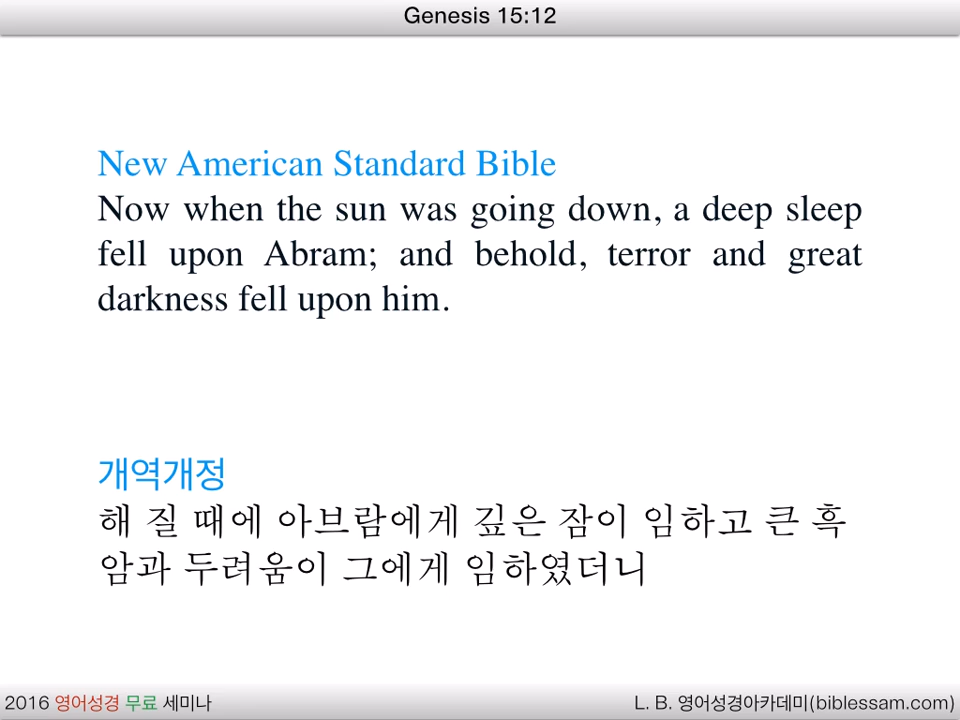 Genesis 15:12
New American Standard Bible
Now when the sun was going down, a deep sleep
fell upon Abram; and behold, terror and great
darkness fell upon him.
개역개정
해 질 때에 아브람에게 깊은 잠이 임하고 큰 흑
암과 두려움이 그에게 임하였더니
2016 영어성경 무료 세미나
L. B. 영어성경아카데미(biblessam.com)